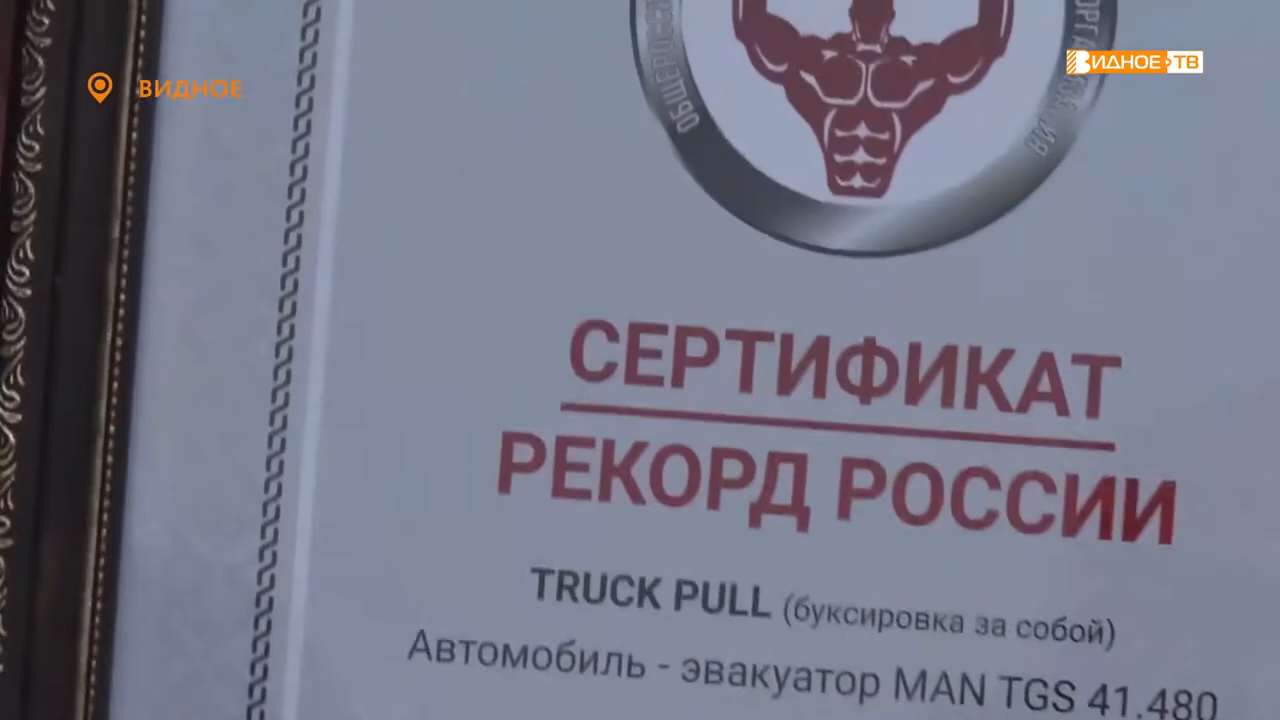 ВИДНОЕ
ВИДНОЕ ТВ
СЕРТИФИКАТ
РЕКОРД РОССИИ
TRUCK PULL (буксировка за собой)
Автомобиль - эвакуатор MAN TGS 41.480